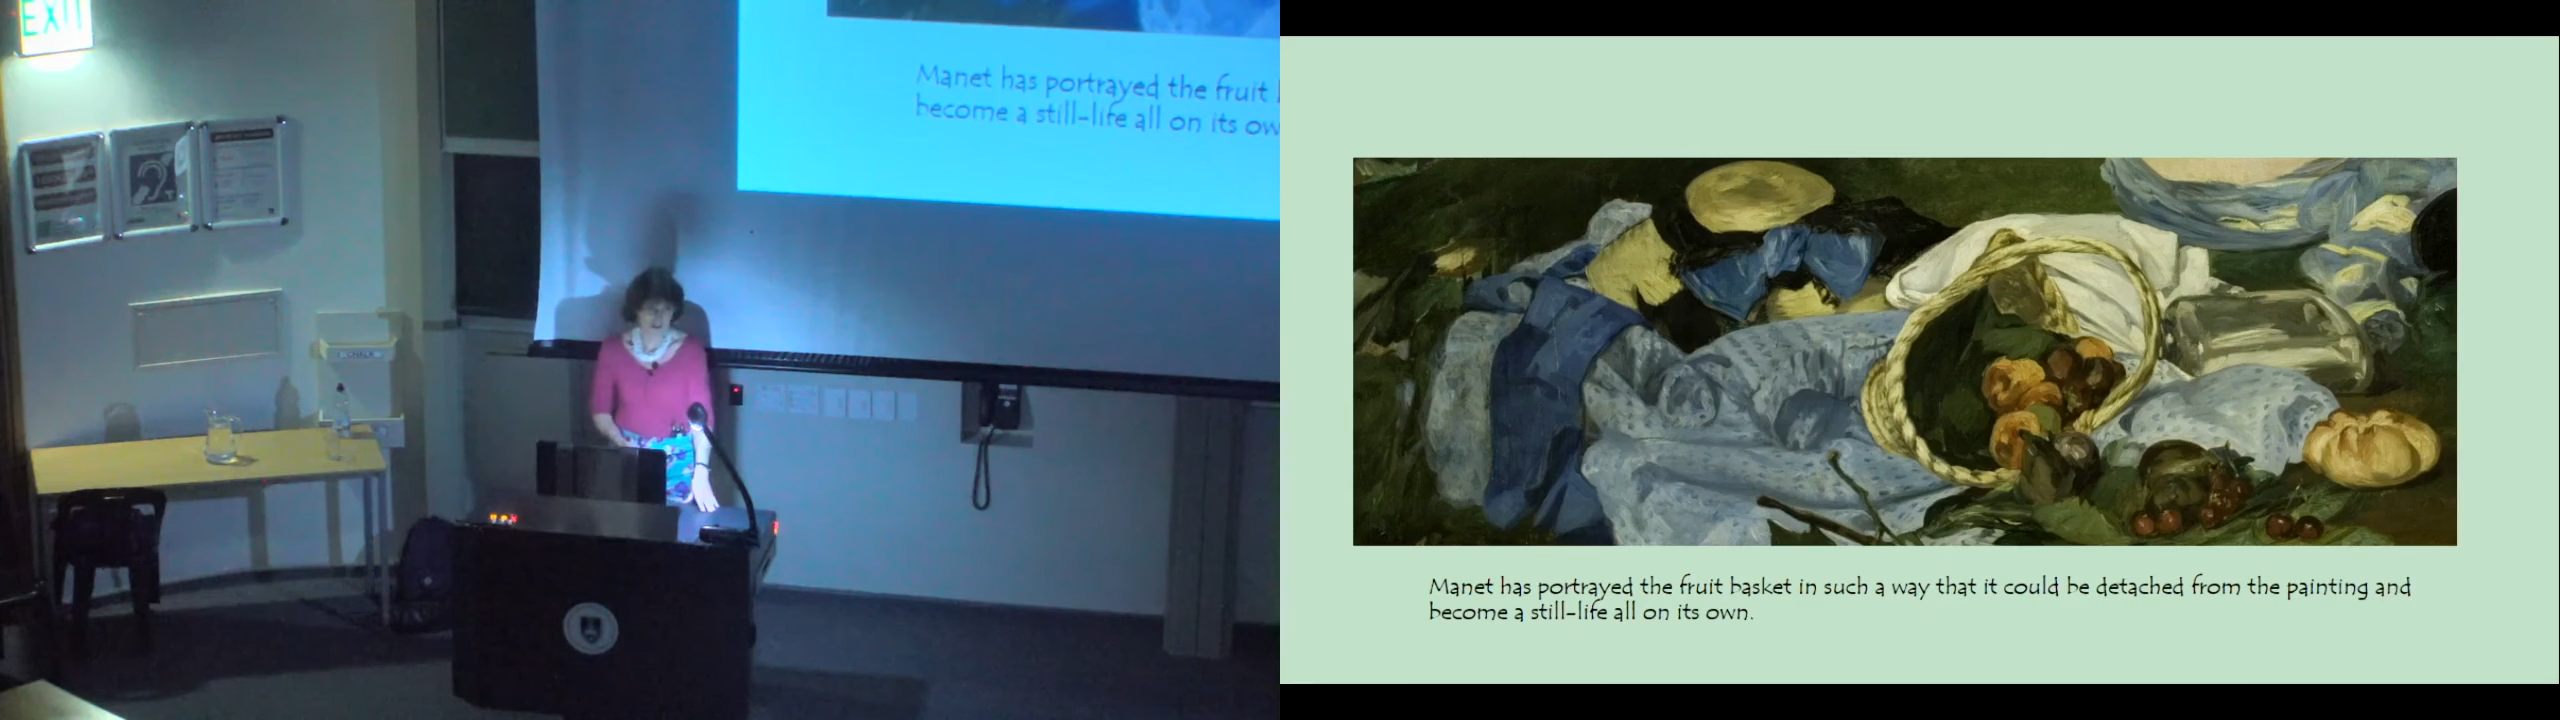 EXIT
Manet has portrayed the fruit
become a still-life all on its ow
CHALK
Manet has portrayed the fruit basket in such a way that it could be detached from the painting and
become a still-life all on its own.